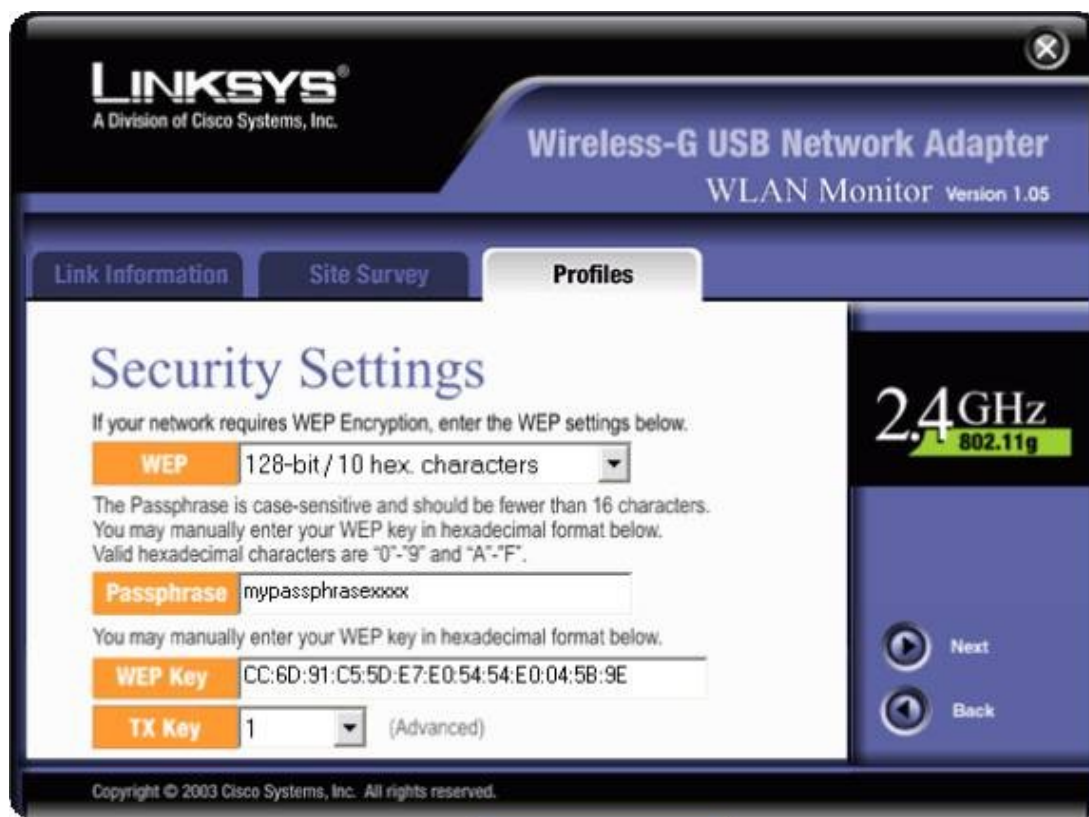 LINKSYS®
A Division of Cisco Systems, Inc.
Wireless-G USB Network Adapter
WLAN Monitor Version 1.05
Link Information
Site Survey
Profiles
Security Settings
If your network requires WEP Encryption, enter the WEP settings below.
WEP 128-bit / 10 hex. characters
The Passphrase is case-sensitive and should be fewer than 16 characters.
You may manually enter your WEP key in hexadecimal format below.
Valid hexadecimal characters are "0"-"9" and "A"-"F".
Passphrase mypassphrasexxxx
You may manually enter your WEP key in hexadecimal format below.
WEP Key CC:6D:91:C5:5D:E7:E0:54:54:E0:04:5B:9E
TX Key 1 (Advanced)
2.4 GHz
802.11g
Next
Back
Copyright © 2003 Cisco Systems, Inc. All rights reserved.